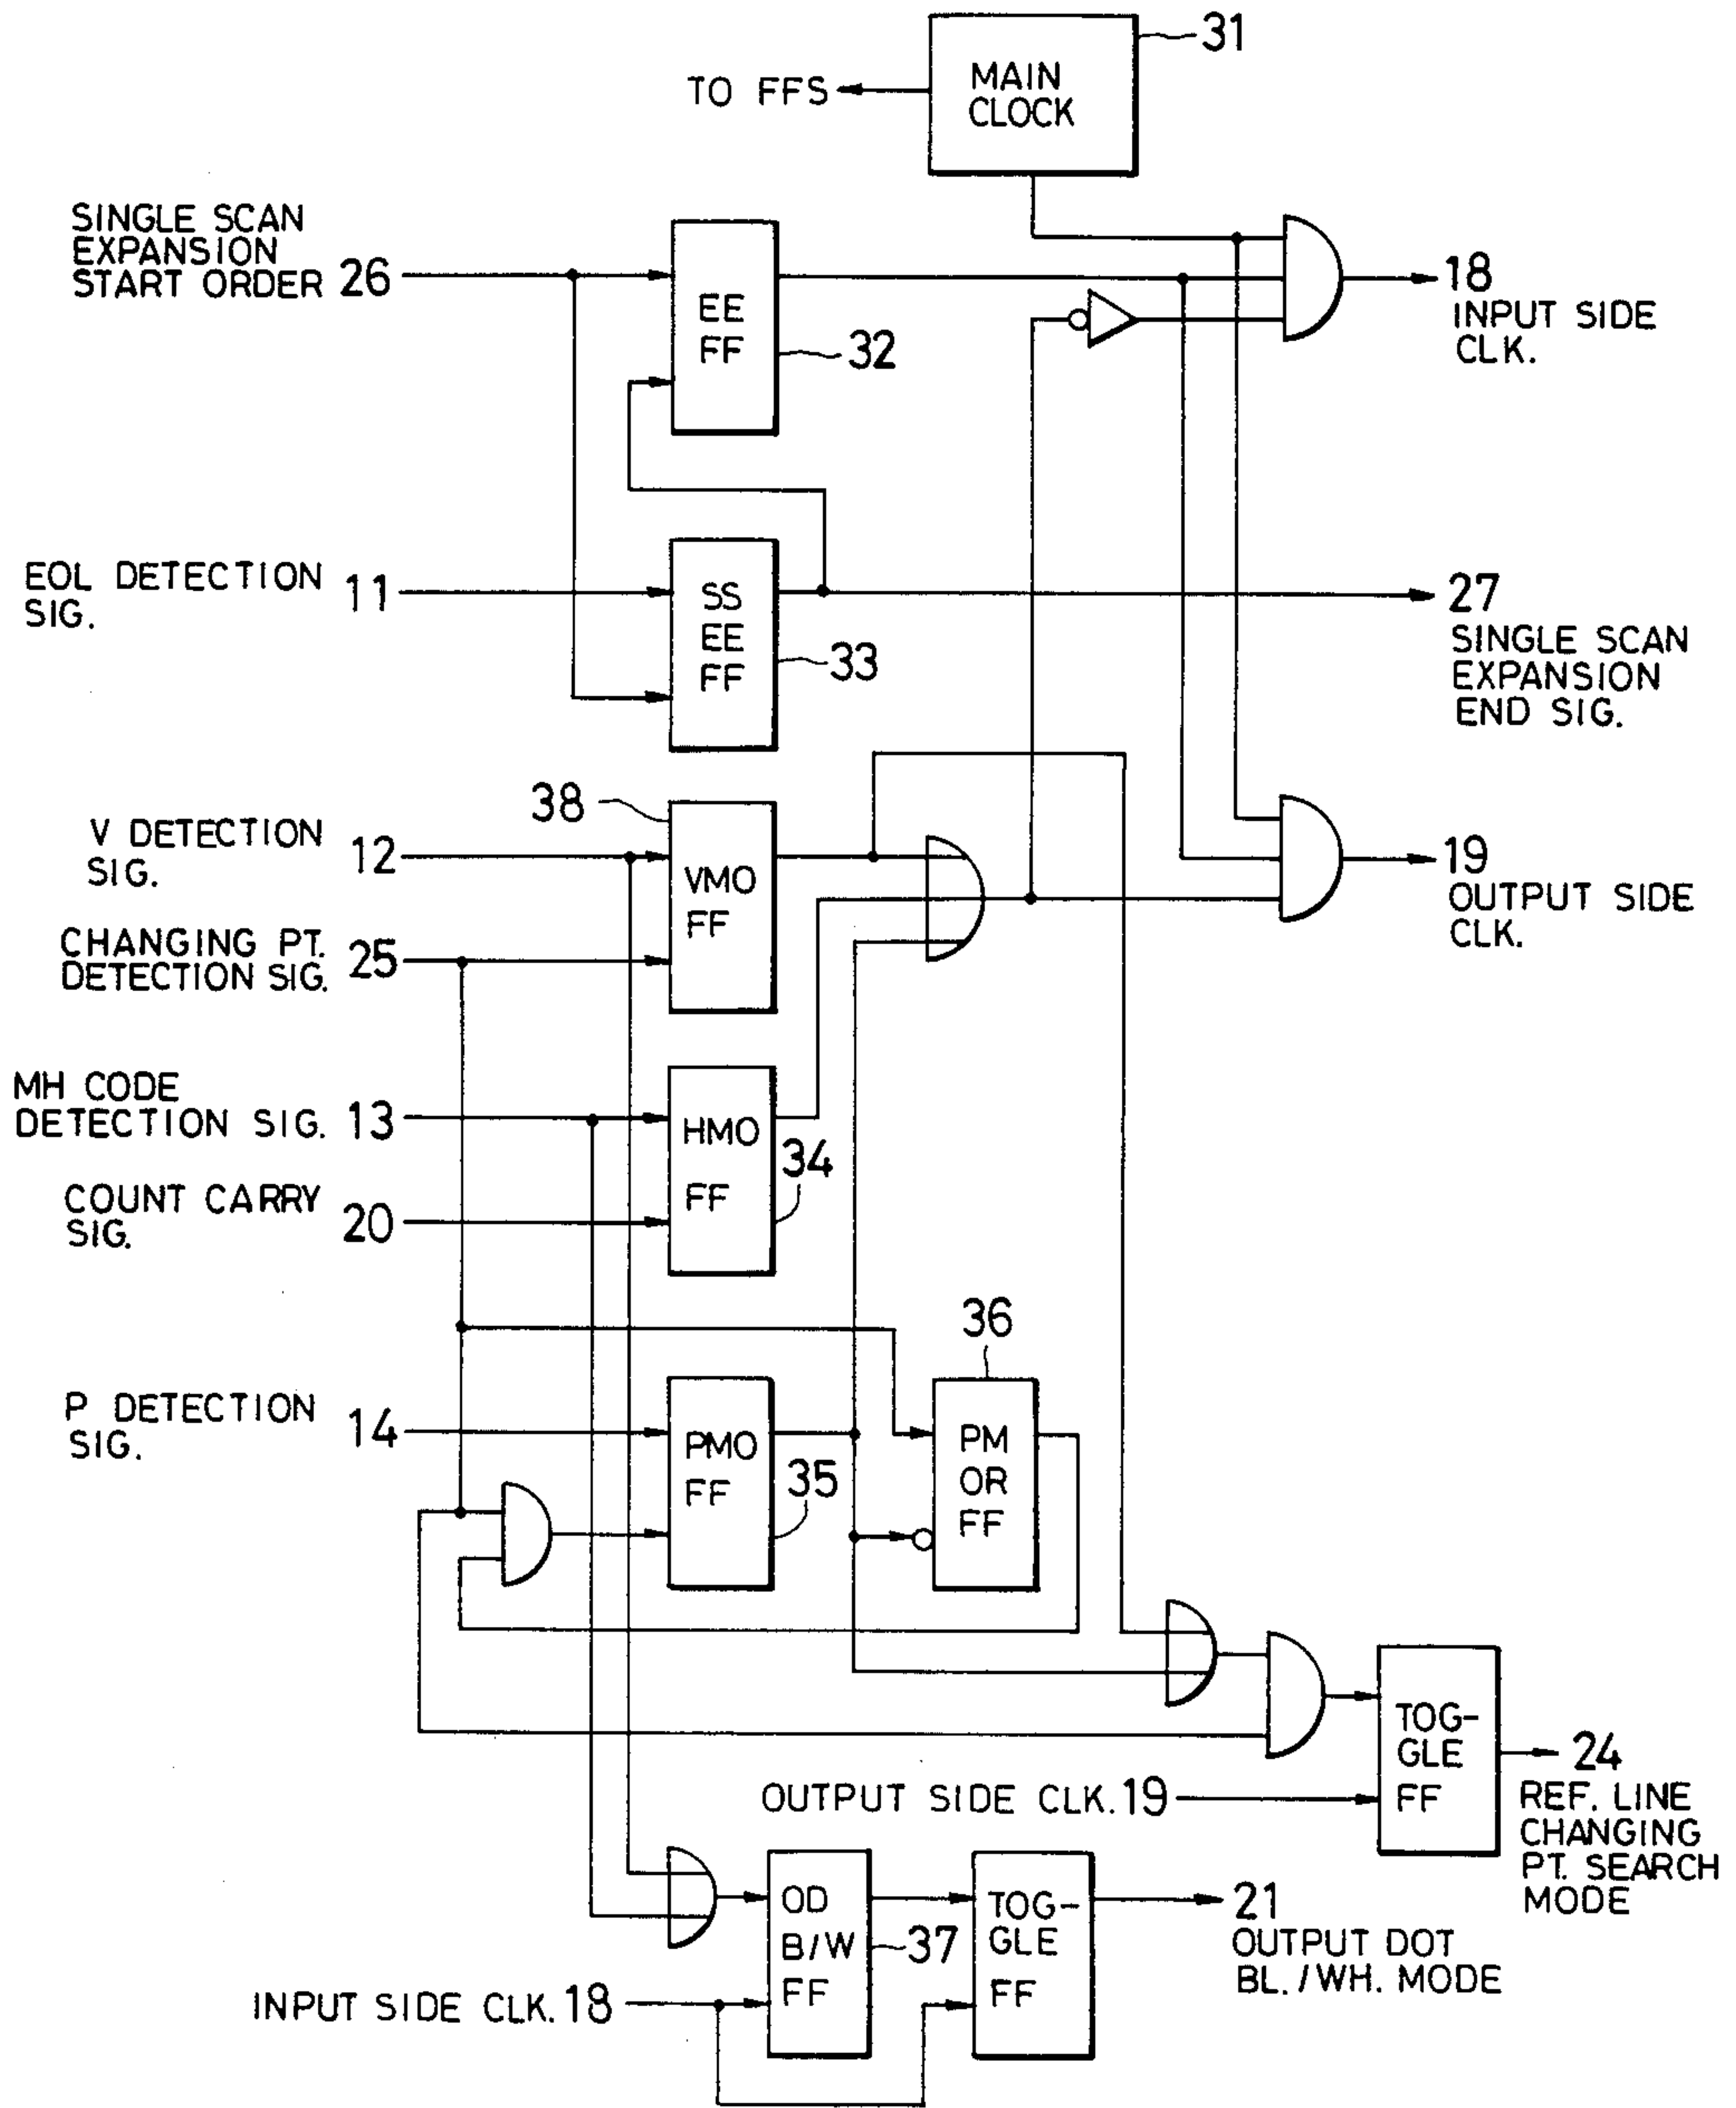 31
MAIN
CLOCK
TO FFS
SINGLE SCAN
EXPANSION
START ORDER 26
EE
FF
32
18
INPUT SIDE
CLK.
EOL DETECTION
SIG.
11
SS
EE
FF
33
27
SINGLE SCAN
EXPANSION
END SIG.
38
V DETECTION
SIG.
12
VMO
FF
19
OUTPUT SIDE
CLK.
CHANGING PT.
DETECTION SIG. 25
MH CODE
DETECTION SIG. 13
HMO
FF
34
COUNT CARRY
SIG.
20
36
P DETECTION
SIG.
14
PMO
FF
35
PM
OR
FF
TOG-
GLE
FF
24
REF. LINE
CHANGING
PT. SEARCH
MODE
OUTPUT SIDE CLK. 19
OD
B/W
FF
37
TOG-
GLE
FF
21
OUTPUT DOT
BL./WH. MODE
INPUT SIDE CLK. 18